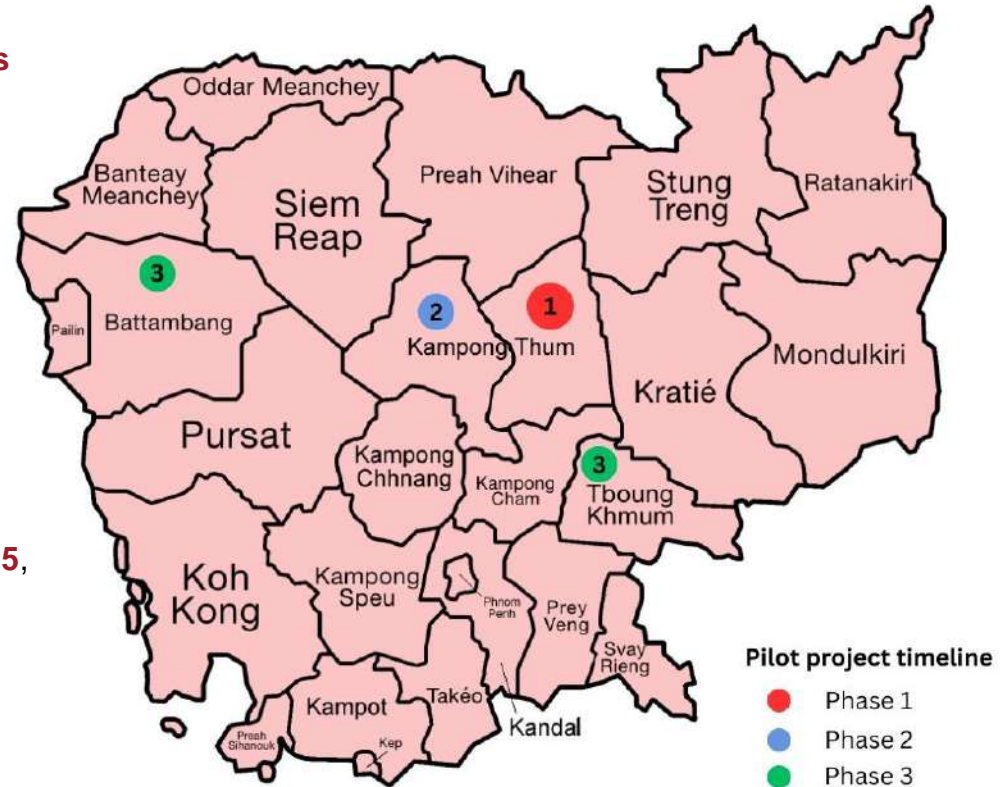 s
Oddar Meanchey
Banteay
Meanchey
Siem
Reap
Preah Vihear
Stung
Treng
Ratanakiri
3
Battambang
Pailin
2
1
Kampong Thum
Kratié
Mondulkiri
Pursat
Kampong
Chhnang
Kampong
Cham
3
Tboung
Khmum
5,
Koh
Kong
Kampong
Speu
Phnom
Penh
Prey
Veng
Svay
Rieng
Kampot
Takéo
Kandal
Preah
Sihanouk
Kep
Pilot project timeline
Phase 1
Phase 2
Phase 3